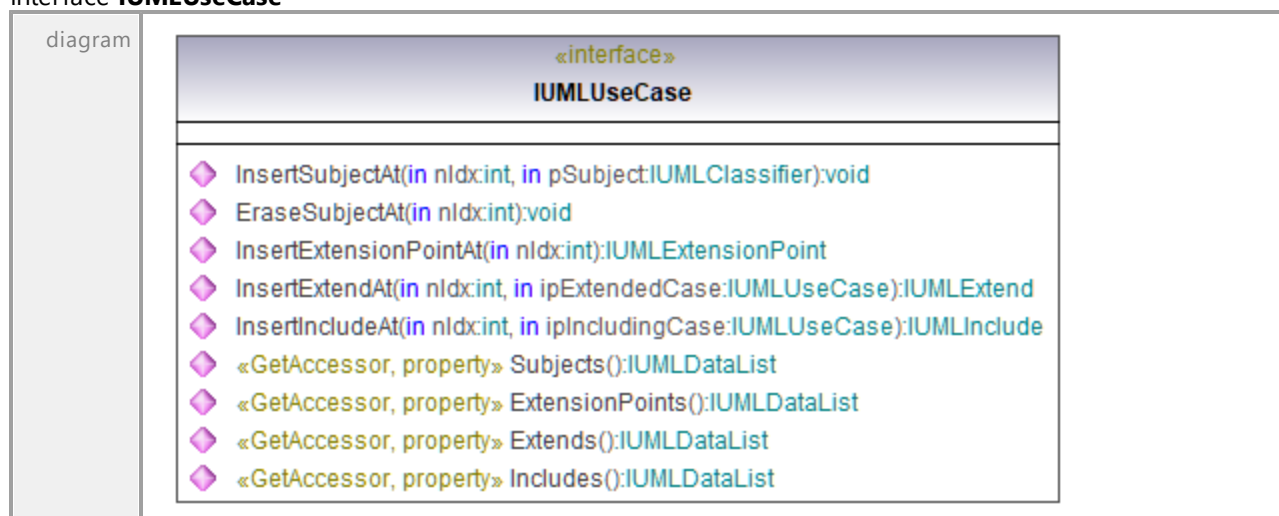 interface IUMLUseCase
diagram
«interface»
IUMLUseCase
InsertSubjectAt(in nIdx:int, in pSubject:IUMLClassifier):void
EraseSubjectAt(in nIdx:int):void
InsertExtensionPointAt(in nIdx:int):IUMLExtensionPoint
InsertExtendAt(in nIdx:int, in ipExtendedCase:IUMLUseCase):IUMLExtend
InsertIncludeAt(in nIdx:int, in ipIncludingCase:IUMLUseCase):IUMLInclude
«GetAccessor, property» Subjects():IUMLDataList
«GetAccessor, property» ExtensionPoints():IUMLDataList
«GetAccessor, property» Extends():IUMLDataList
«GetAccessor, property» Includes():IUMLDataList